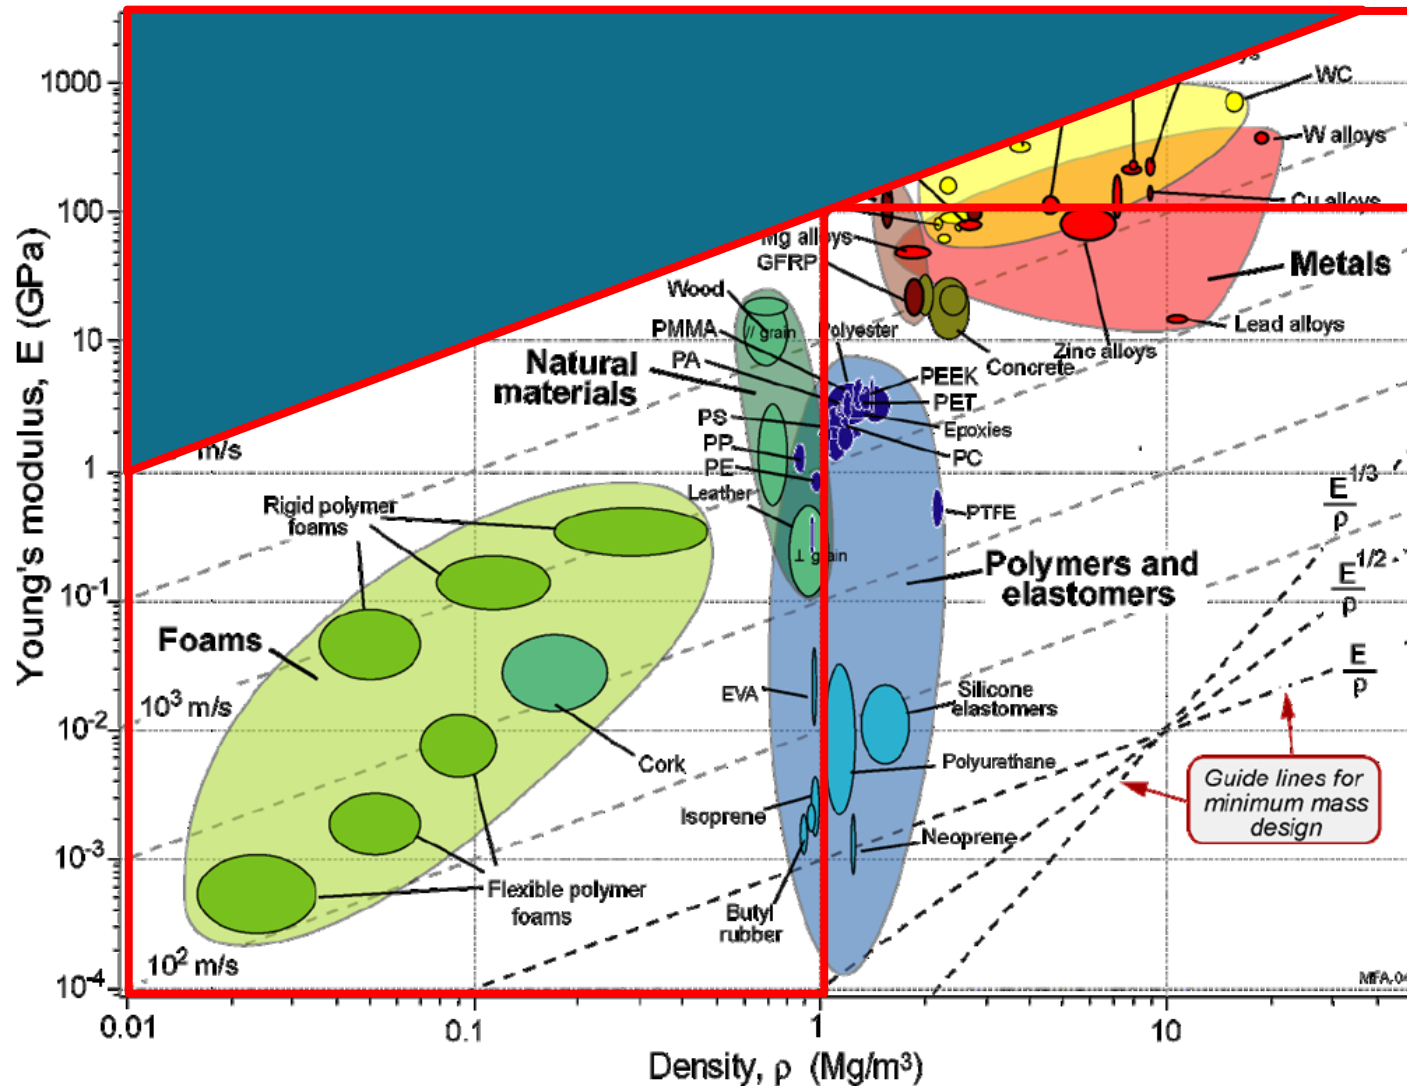 Young's modulus, E (GPa)
1000
100
10
1
10⁻¹
10⁻²
10⁻³
10⁻⁴
WC
W alloys
Cu alloys
Mg alloys
GFRP
Metals
Wood
// grain
PMMA
Polyester
Lead alloys
Zinc alloys
Concrete
Natural
materials
PA
PEEK
PET
PS
Epoxies
PP
PC
PE
m/s
Leather
Rigid polymer
foams
PTFE
E^1/3
ρ
⊥ grain
Polymers and
elastomers
E^1/2
ρ
Foams
E
ρ
EVA
Silicone
elastomers
10³ m/s
Cork
Polyurethane
Guide lines for
minimum mass
design
Isoprene
Neoprene
Flexible polymer
foams
Butyl
rubber
10² m/s
0.01
0.1
1
10
Density, ρ (Mg/m³)